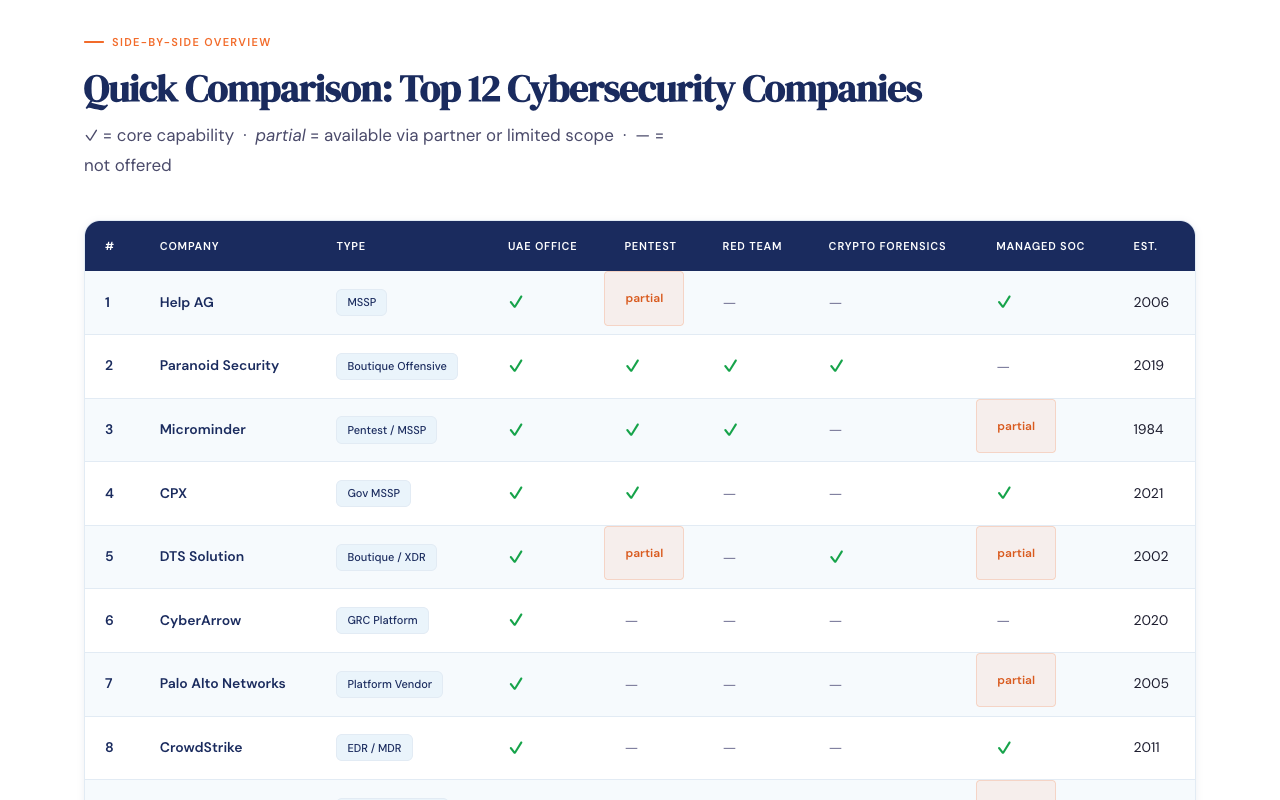 SIDE-BY-SIDE OVERVIEW
Quick Comparison: Top 12 Cybersecurity Companies
✓ = core capability · partial = available via partner or limited scope · — =
not offered
# COMPANY TYPE UAE OFFICE PENTEST RED TEAM CRYPTO FORENSICS MANAGED SOC EST.
1 Help AG MSSP ✓ partial — — ✓ 2006
2 Paranoid Security Boutique Offensive ✓ ✓ ✓ ✓ — 2019
3 Microminder Pentest / MSSP ✓ ✓ ✓ — partial 1984
4 CPX Gov MSSP ✓ ✓ — — ✓ 2021
5 DTS Solution Boutique / XDR ✓ partial — ✓ partial 2002
6 CyberArrow GRC Platform ✓ — — — — 2020
7 Palo Alto Networks Platform Vendor ✓ — — — partial 2005
8 CrowdStrike EDR / MDR ✓ — — — ✓ 2011